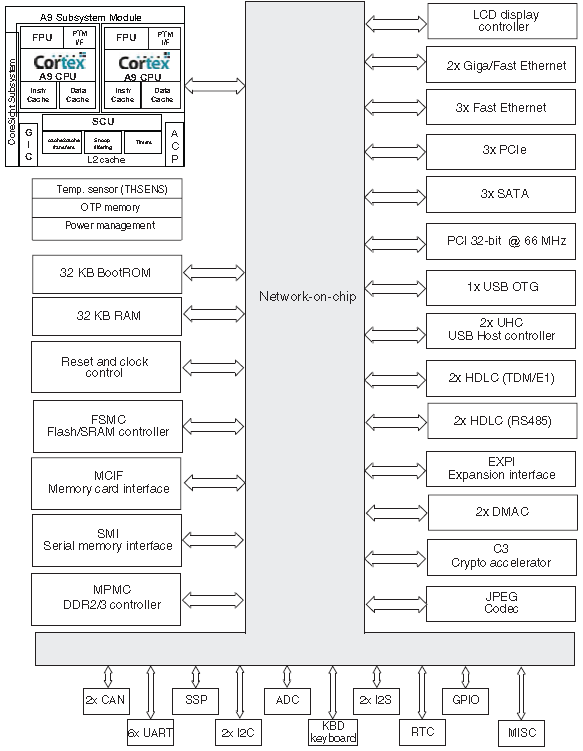 A9 Subsystem Module
CoreSight Subsystem
FPU
PTM
I/F
FPU
PTM
I/F
Cortex
Cortex
A9 CPU
A9 CPU
Instr
Cache
Data
Cache
Instr
Cache
Data
Cache
SCU
GIC
cache2cache
transfers
Snoop
filtering
Timers
ACP
L2 cache
Temp. sensor (THSENS)
OTP memory
Power management
32 KB BootROM
32 KB RAM
Reset and clock
control
FSMC
Flash/SRAM controller
MCIF
Memory card interface
SMI
Serial memory interface
MPMC
DDR2/3 controller
Network-on-chip
LCD display
controller
2x Giga/Fast Ethernet
3x Fast Ethernet
3x PCIe
3x SATA
PCI 32-bit @ 66 MHz
1x USB OTG
2x UHC
USB Host controller
2x HDLC (TDM/E1)
2x HDLC (RS485)
EXPI
Expansion interface
2x DMAC
C3
Crypto accelerator
JPEG
Codec
2x CAN
6x UART
SSP
2x I2C
ADC
KBD
keyboard
2x I2S
RTC
GPIO
MISC